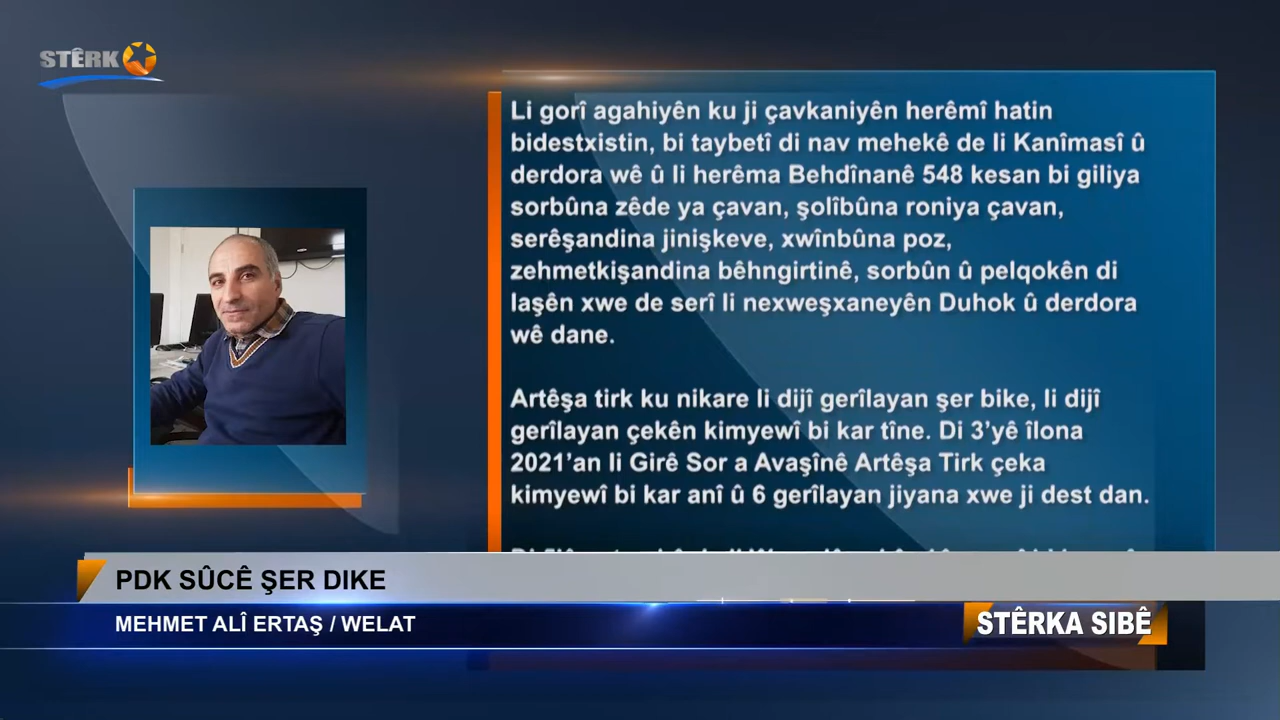 STÊRK
Li gorî agahiyên ku ji çavkaniyên herêmî hatin
bidestxistin, bi taybetî di nav mehekê de li Kanîmasî û
derdora wê û li herêma Behdînanê 548 kesan bi giliya
sorbûna zêde ya çavan, şolîbûna roniya çavan,
serêşandina jinişkeve, xwînbûna poz,
zehmetkişandina bêhngirtinê, sorbûn û pelqokên di
laşên xwe de serî li nexweşxaneyên Duhok û derdora
wê dane.
Artêşa tirk ku nikare li dijî gerîlayan şer bike, li dijî
gerîlayan çekên kimyewî bi kar tîne. Di 3'yê îlona
2021'an li Girê Sor a Avaşînê Artêşa Tirk çeka
kimyewî bi kar anî û 6 gerîlayan jiyana xwe ji dest dan.
PDK SÛCÊ ŞER DIKE
MEHMET ALÎ ERTAŞ / WELAT
STÊRKA SIBÊ